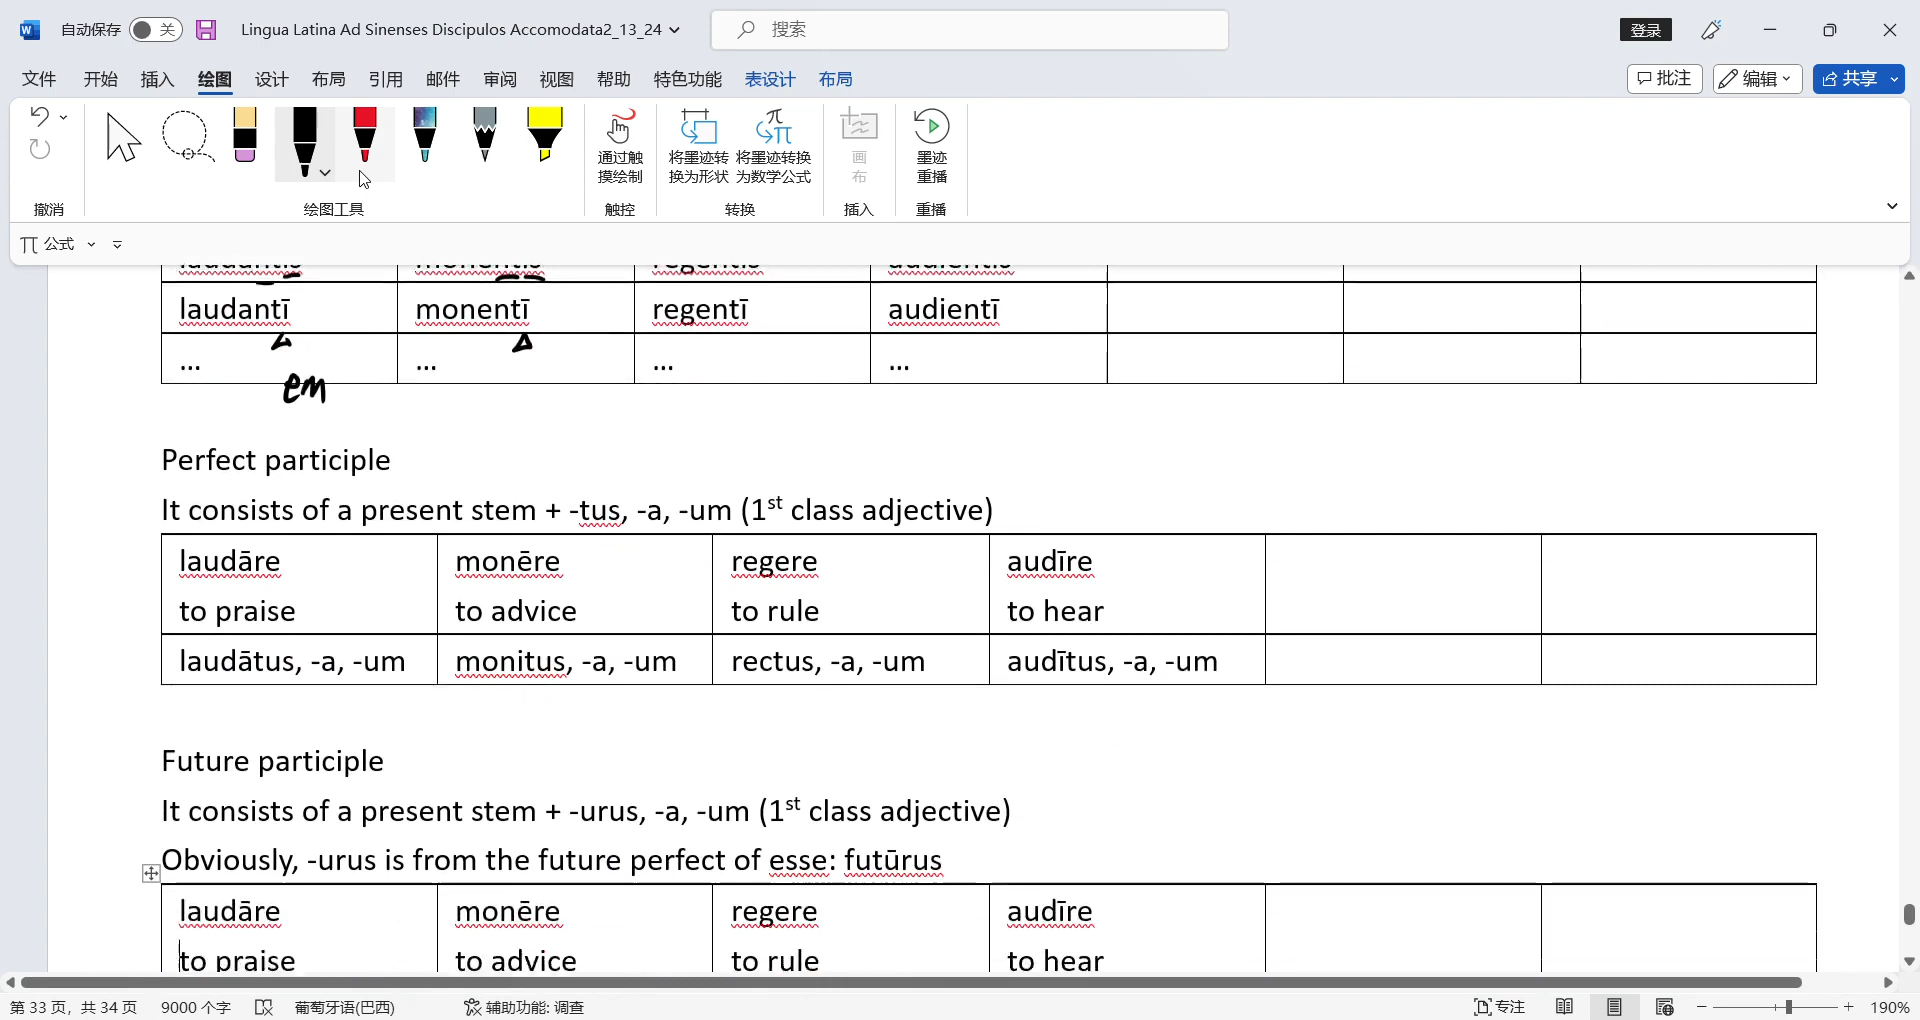 自动保存 关 Lingua Latina Ad Sinenses Discipulos Accomodata2_13_24 搜索 登录
文件 开始 插入 绘图 设计 布局 引用 邮件 审阅 视图 帮助 特色功能 表设计 布局 批注 编辑 共享
通过触摸绘制
将墨迹转换为形状
将墨迹转换为数学公式
画布
墨迹重播
撤消 绘图工具 触控 转换 插入 重播
公式
laudantī monentī regentī audientī
... ... ... ...
em
Perfect participle
It consists of a present stem + -tus, -a, -um (1st class adjective)
laudāre monēre regere audīre
to praise to advice to rule to hear
laudātus, -a, -um monitus, -a, -um rectus, -a, -um audītus, -a, -um
Future participle
It consists of a present stem + -urus, -a, -um (1st class adjective)
Obviously, -urus is from the future perfect of esse: futūrus
laudāre monēre regere audīre
to praise to advice to rule to hear
第 33 页，共 34 页 9000 个字 葡萄牙语(巴西) 辅助功能: 调查 专注 190%